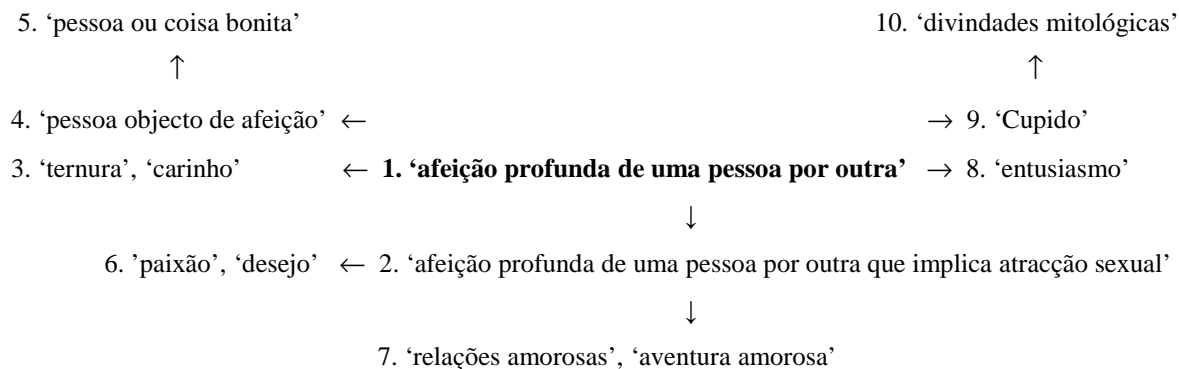 5. ‘pessoa ou coisa bonita’ 10. ‘divindades mitológicas’
↑ ↑
4. ‘pessoa objecto de afeição’ ← → 9. ‘Cupido’
3. ‘ternura’, ‘carinho’ ← 1. ‘afeição profunda de uma pessoa por outra’ → 8. ‘entusiasmo’
↓
6. ’paixão’, ‘desejo’ ← 2. ‘afeição profunda de uma pessoa por outra que implica atracção sexual’
↓
7. ‘relações amorosas’, ‘aventura amorosa’